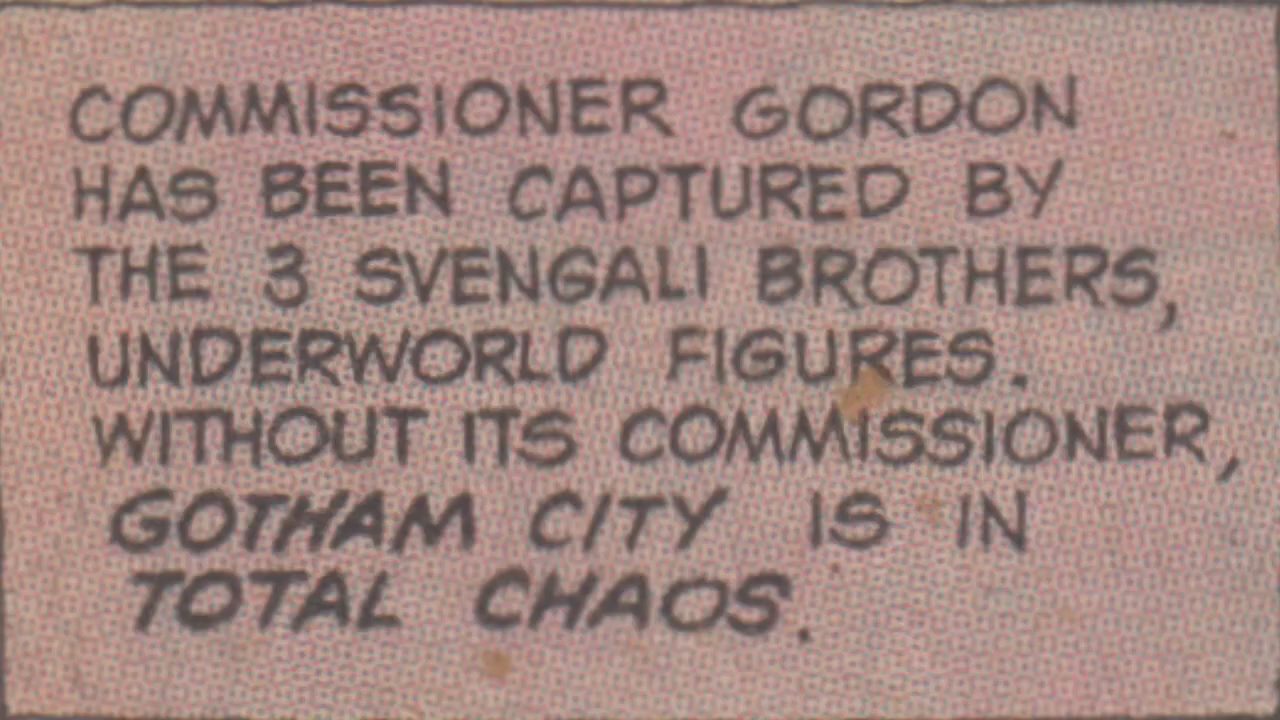 COMMISSIONER GORDON
HAS BEEN CAPTURED BY
THE 3 SVENGALI BROTHERS,
UNDERWORLD FIGURES.
WITHOUT ITS COMMISSIONER,
GOTHAM CITY IS IN
TOTAL CHAOS.